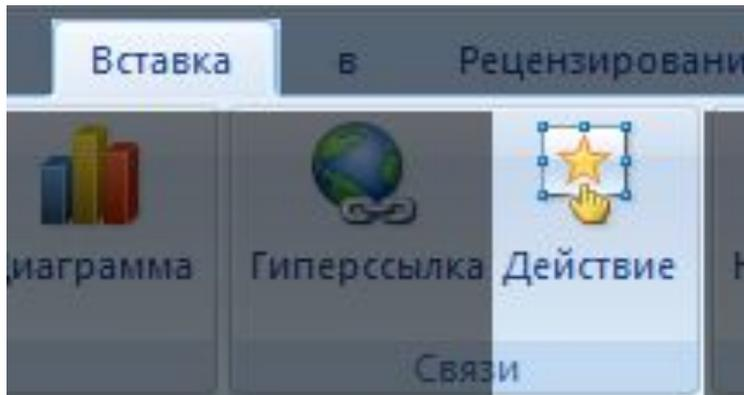 Вставка в Рецензировани
иаграмма Гиперссылка Действие
Связи